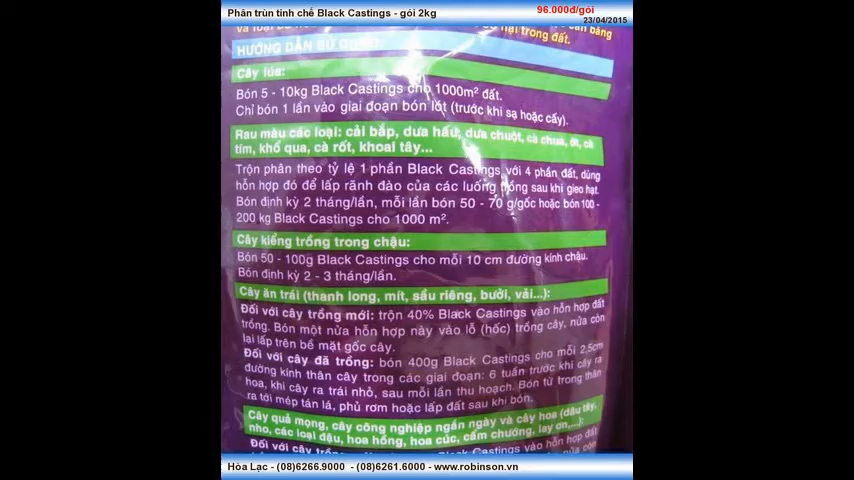 Phân trùn tinh chế Black Castings - gói 2kg
96.000đ/gói
23/04/2015
hại trong đất.
HƯỚNG DẪN SỬ DỤNG
Cây lúa:
Bón 5 - 10kg Black Castings cho 1000m² đất.
Chỉ bón 1 lần vào giai đoạn bón lót (trước khi sạ hoặc cấy).
Rau màu các loại: cải bắp, dưa hấu, dưa chuột, cà chua, ớt, cà
tím, khổ qua, cà rốt, khoai tây...
Trộn phân theo tỷ lệ 1 phần Black Castings với 4 phần đất, dùng
hỗn hợp đó để lấp rãnh đào của các luống trồng sau khi gieo hạt.
Bón định kỳ 2 tháng/lần, mỗi lần bón 50 - 70 g/gốc hoặc bón 100 -
200 kg Black Castings cho 1000 m².
Cây kiểng trồng trong chậu:
Bón 50 - 100g Black Castings cho mỗi 10 cm đường kính chậu.
Bón định kỳ 2 - 3 tháng/lần.
Cây ăn trái (thanh long, mít, sầu riêng, bưởi, vải...):
Đối với cây trồng mới: trộn 40% Black Castings vào hỗn hợp đất
trồng. Bón một nửa hỗn hợp này vào lỗ (hốc) trồng cây, nửa còn
lại lấp trên bề mặt gốc cây.
Đối với cây đã trồng: bón 400g Black Castings cho mỗi 2,5cm
đường kính thân cây trong các giai đoạn: 6 tuần trước khi cây ra
hoa, khi cây ra trái nhỏ, sau mỗi lần thu hoạch. Bón từ trong thân
ra tới mép tán lá, phủ rơm hoặc lấp đất sau khi bón.
Cây quả mọng, cây công nghiệp ngắn ngày và cây hoa (dâu tây,
nho, các loại đậu, hoa hồng, hoa cúc, cẩm chướng, lay ơn,...):
Đối với cây trồng Castings vào hỗn hợp đất
Hòa Lạc - (08)6266.9000 - (08)6261.6000 - www.robinson.vn